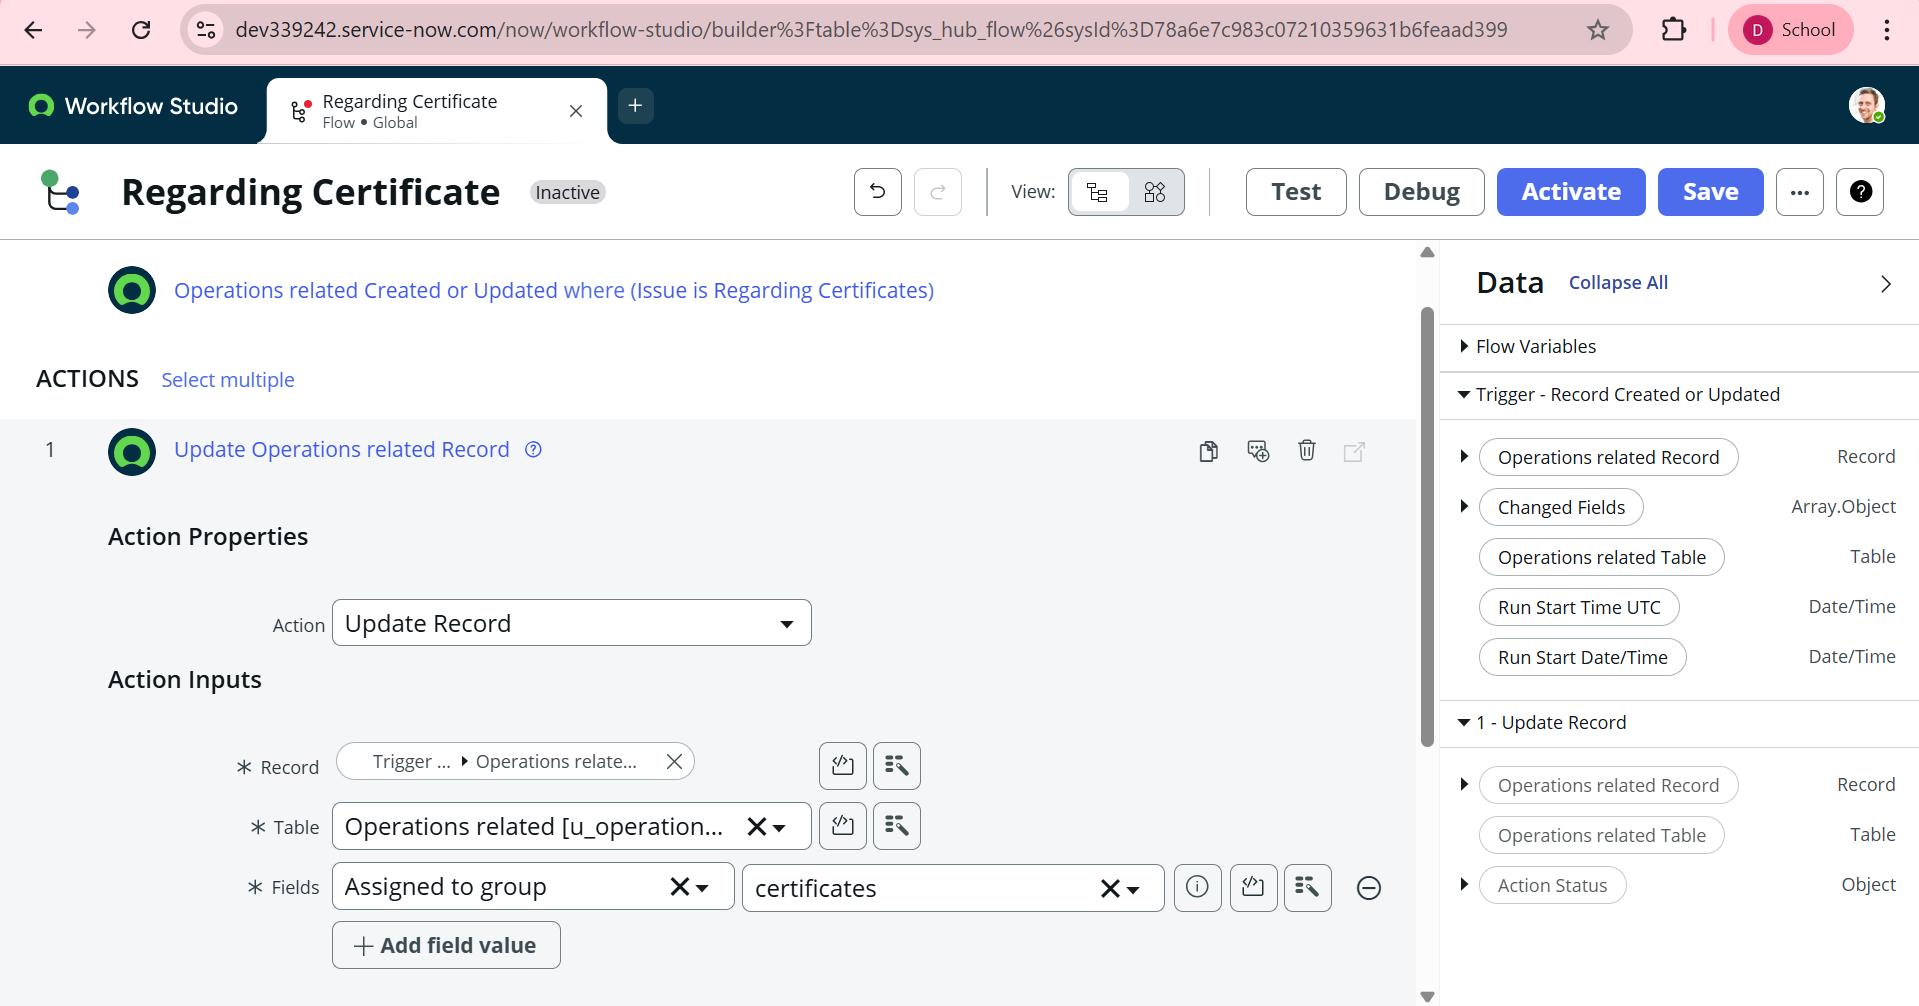 dev339242.service-now.com/now/workflow-studio/builder%3Ftable%3Dsys_hub_flow%26sysId%3D78a6e7c983c07210359631b6feaad399
D School
Workflow Studio
Regarding Certificate
Flow • Global
Regarding Certificate
Inactive
View:
Test
Debug
Activate
Save
Operations related Created or Updated where (Issue is Regarding Certificates)
ACTIONS
Select multiple
1
Update Operations related Record
Action Properties
Action
Update Record
Action Inputs
* Record
Trigger ... Operations relate...
* Table
Operations related [u_operation...
* Fields
Assigned to group
certificates
+ Add field value
Data
Collapse All
Flow Variables
Trigger - Record Created or Updated
Operations related Record
Record
Changed Fields
Array.Object
Operations related Table
Table
Run Start Time UTC
Date/Time
Run Start Date/Time
Date/Time
1 - Update Record
Operations related Record
Record
Operations related Table
Table
Action Status
Object